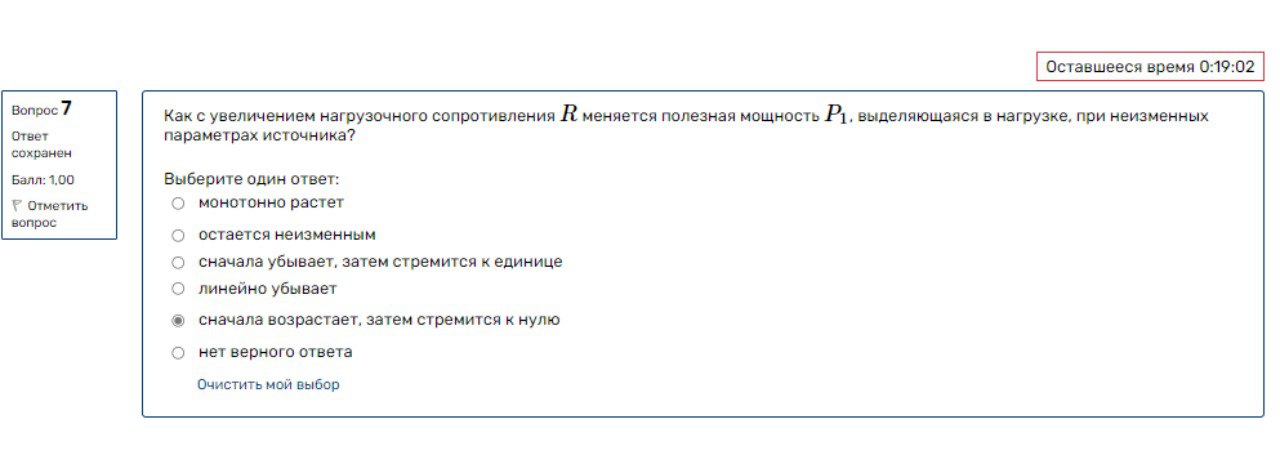 Оставшееся время 0:19:02
Вопрос 7
Ответ
сохранен
Балл: 1,00
Отметить
вопрос
Как с увеличением нагрузочного сопротивления R меняется полезная мощность P₁, выделяющаяся в нагрузке, при неизменных
параметрах источника?
Выберите один ответ:
монотонно растет
остается неизменным
сначала убывает, затем стремится к единице
линейно убывает
сначала возрастает, затем стремится к нулю
нет верного ответа
Очистить мой выбор